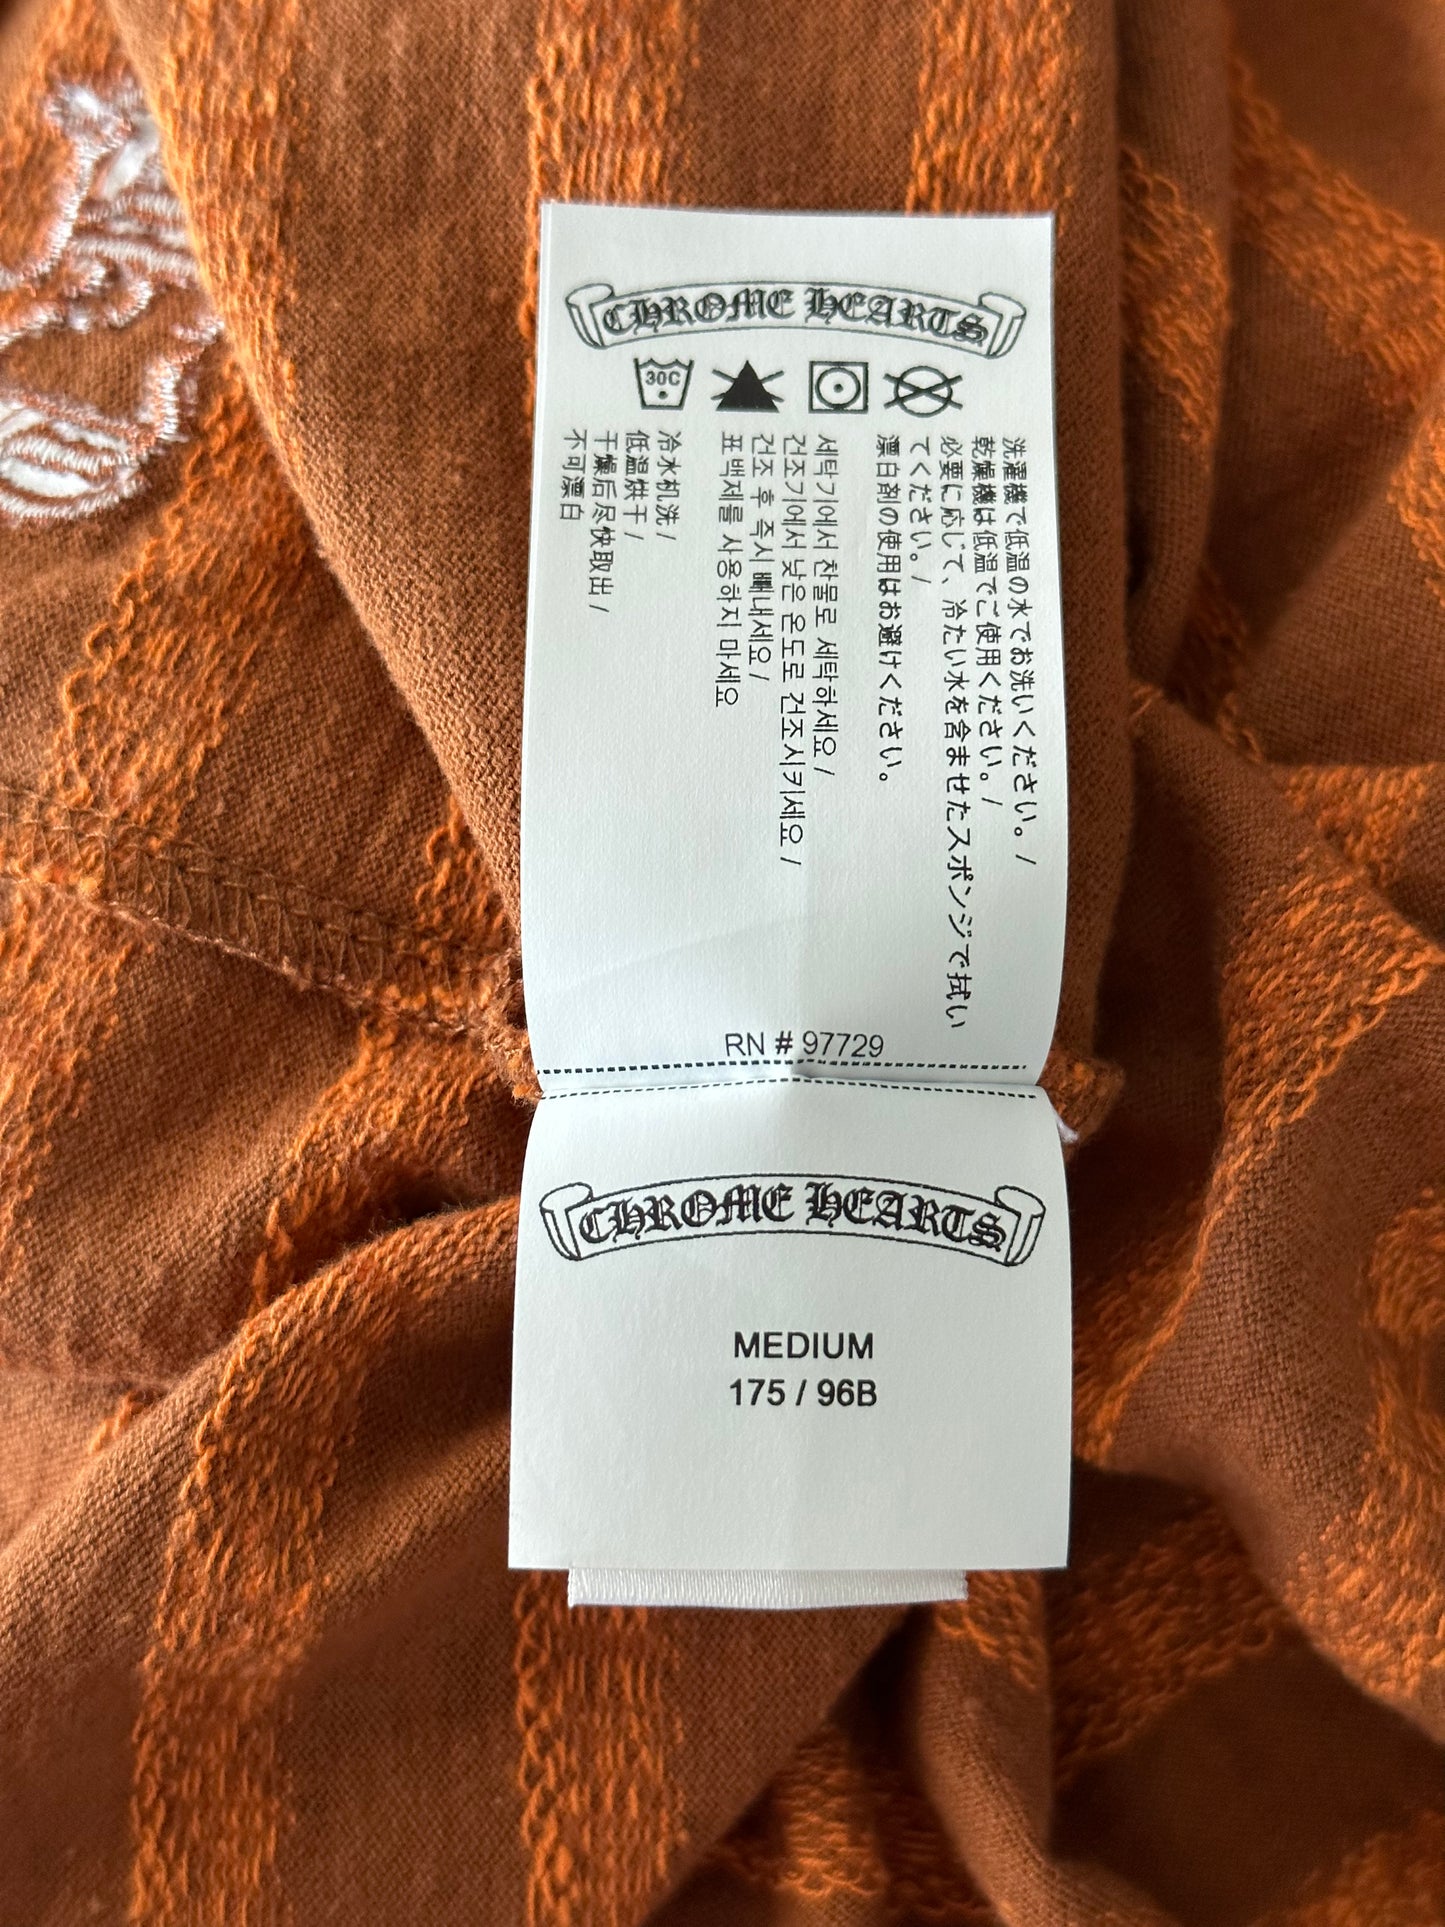 CHROME HEARTS
30C
洗濯機で低温の水でお洗いください。/
乾燥機は低温でご使用ください。/
必要に応じて、冷たい水を含ませたスポンジで拭い
てください。/
漂白剤の使用はお避けください。
세탁기에서 찬물로 세탁하세요 /
건조기에서 낮은 온도로 건조시키세요 /
건조 후 즉시 빼내세요 /
표백제를 사용하지 마세요
冷水机洗 /
低温烘干 /
干燥后尽快取出 /
不可漂白
RN # 97729
CHROME HEARTS
MEDIUM
175 / 96B